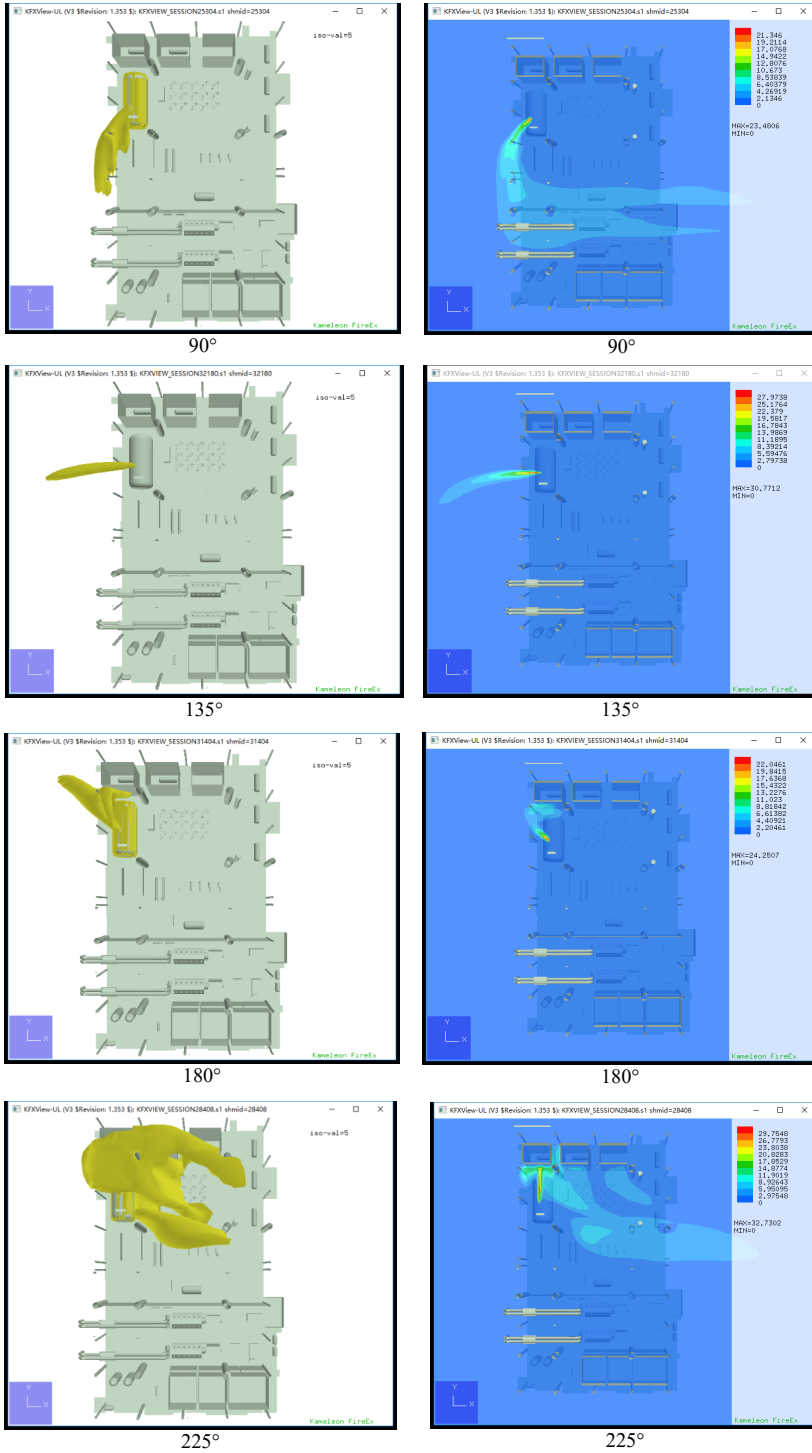 KFXView-UL (V3 $Revision: 1.353 $): KFXVIEW_SESSION25304.s1 shmid=25304
iso-val=5
Y
X
Kameleon FireEx
90°
KFXView-UL (V3 $Revision: 1.353 $): KFXVIEW_SESSION25304.s1 shmid=25304
21.346
19.2114
17.0768
14.9422
12.8076
10.673
8.53839
6.40379
4.26919
2.1346
0
MAX=23.4806
MIN=0
Y
X
Kameleon FireEx
90°
KFXView-UL (V3 $Revision: 1.353 $): KFXVIEW_SESSION32180.s1 shmid=32180
iso-val=5
Y
X
Kameleon FireEx
135°
KFXView-UL (V3 $Revision: 1.353 $): KFXVIEW_SESSION32180.s1 shmid=32180
27.9738
25.1764
22.379
19.5817
16.7843
13.9869
11.1895
8.39214
5.59476
2.79738
0
MAX=30.7712
MIN=0
Y
X
Kameleon FireEx
135°
KFXView-UL (V3 $Revision: 1.353 $): KFXVIEW_SESSION31404.s1 shmid=31404
iso-val=5
Y
X
Kameleon FireEx
180°
KFXView-UL (V3 $Revision: 1.353 $): KFXVIEW_SESSION31404.s1 shmid=31404
22.0461
19.8415
17.6368
15.4322
13.2276
11.023
8.81842
6.61382
4.40921
2.20461
0
MAX=24.2507
MIN=0
Y
X
Kameleon FireEx
180°
KFXView-UL (V3 $Revision: 1.353 $): KFXVIEW_SESSION28408.s1 shmid=28408
iso-val=5
Y
X
Kameleon FireEx
225°
KFXView-UL (V3 $Revision: 1.353 $): KFXVIEW_SESSION28408.s1 shmid=28408
29.7548
26.7793
23.8038
20.8283
17.8529
14.8774
11.9019
8.92643
5.95095
2.97548
0
MAX=32.7302
MIN=0
Y
X
Kameleon FireEx
225°